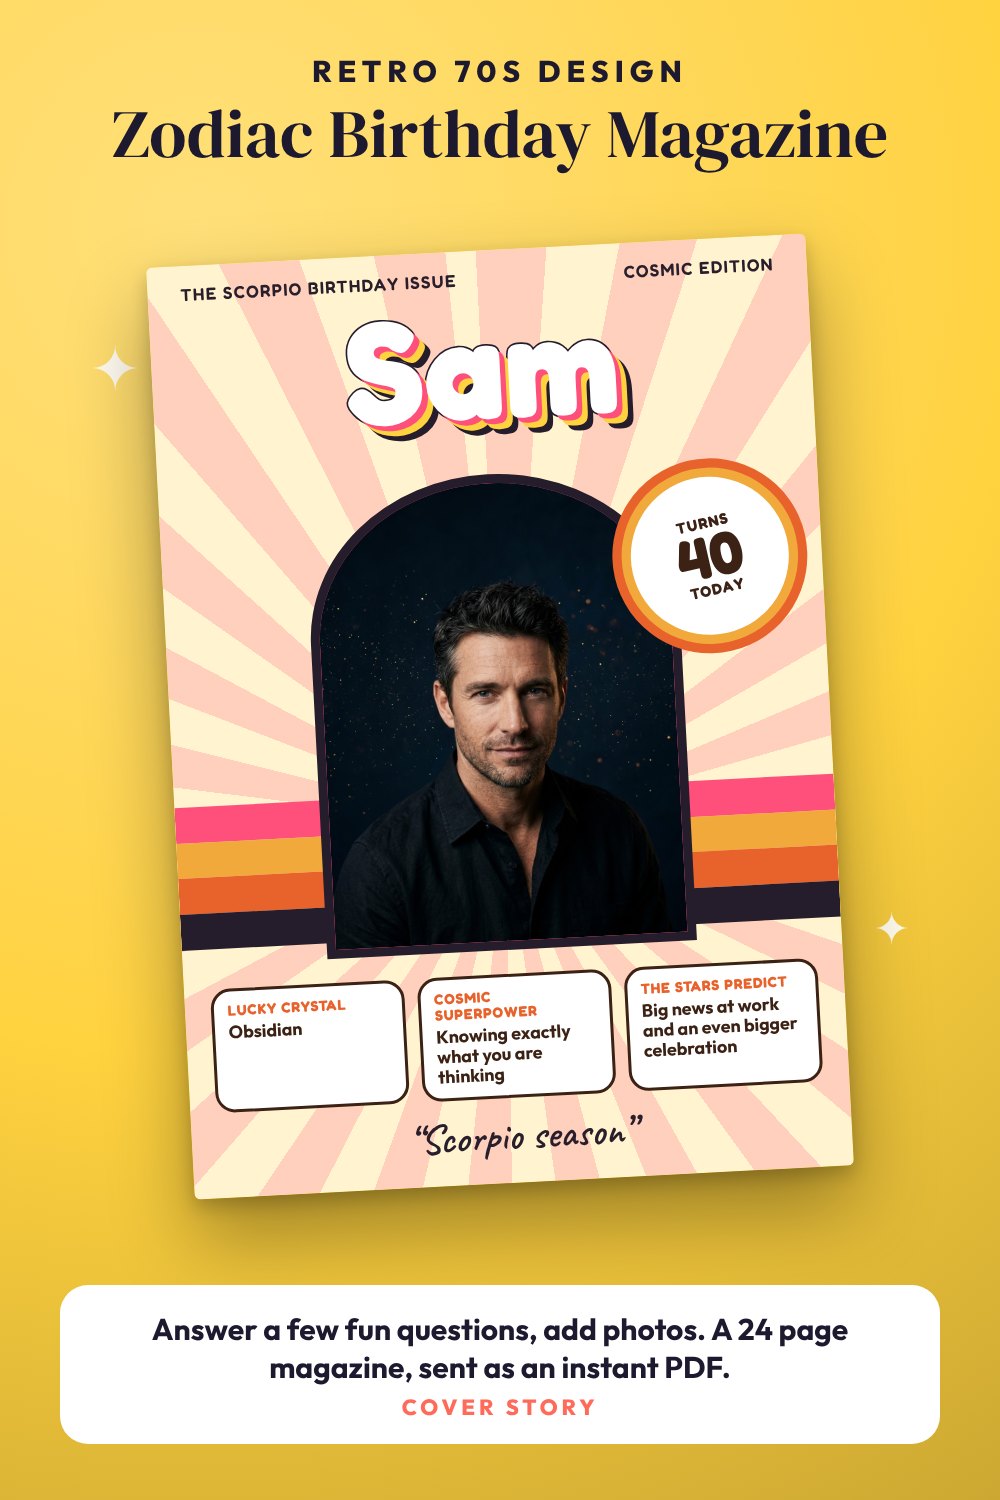 RETRO 70S DESIGN
Zodiac Birthday Magazine
THE SCORPIO BIRTHDAY ISSUE
COSMIC EDITION
Sam
TURNS
40
TODAY
LUCKY CRYSTAL
Obsidian
COSMIC
SUPERPOWER
Knowing exactly
what you are
thinking
THE STARS PREDICT
Big news at work
and an even bigger
celebration
“Scorpio season”
Answer a few fun questions, add photos. A 24 page
magazine, sent as an instant PDF.
COVER STORY